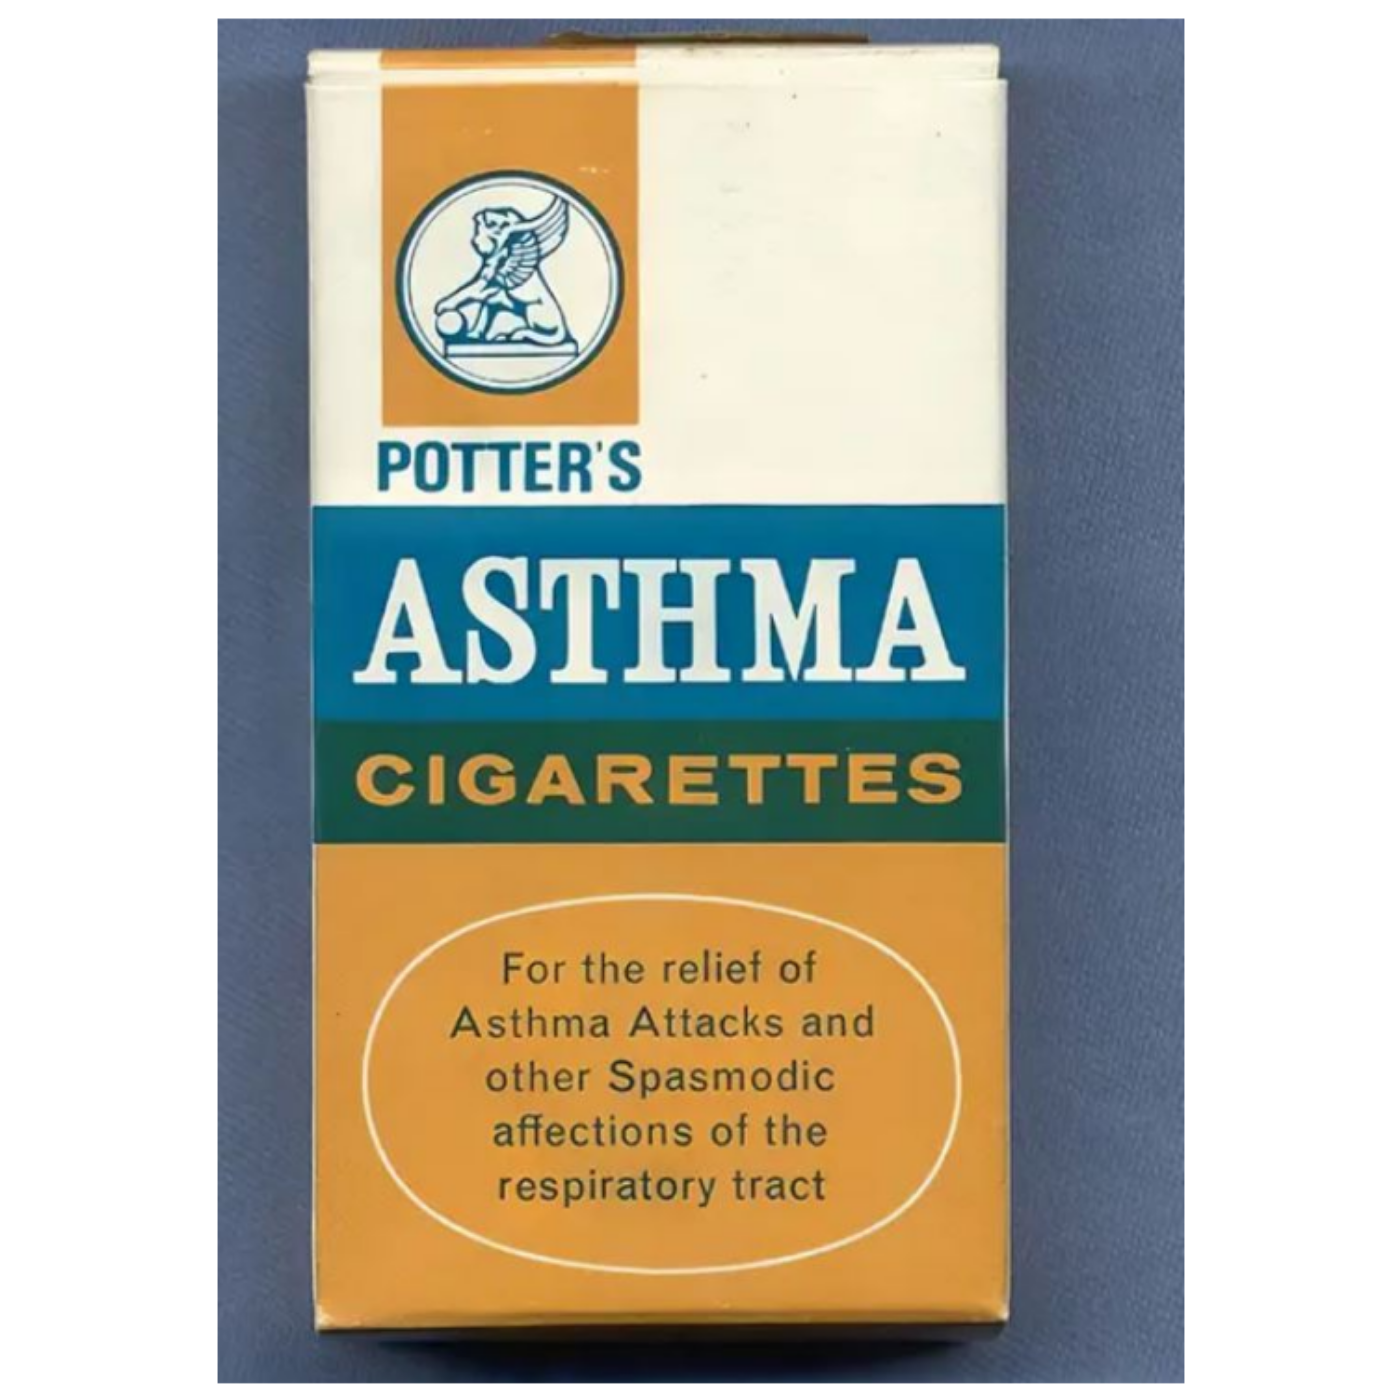 POTTER'S
ASTHMA
CIGARETTES
For the relief of
Asthma Attacks and
other Spasmodic
affections of the
respiratory tract